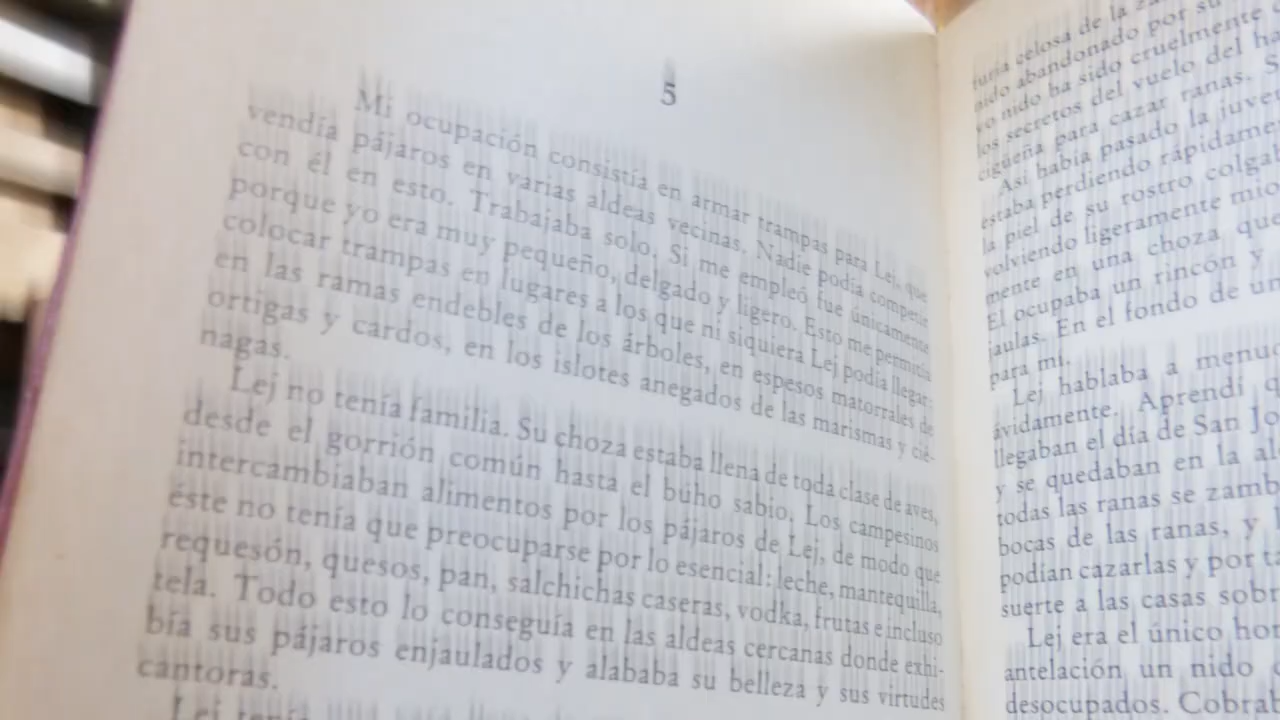 5
Mi ocupación consistía en armar trampas para Lej, que
vendía pájaros en varias aldeas vecinas. Nadie podía competir
con él en esto. Trabajaba solo. Si me empleó fue únicamente
porque yo era muy pequeño, delgado y ligero. Esto me permitía
colocar trampas en lugares a los que ni siquiera Lej podía llegar:
en las ramas endebles de los árboles, en espesos matorrales de
ortigas y cardos, en los islotes anegados de las marismas y cié-
nagas.
Lej no tenía familia. Su choza estaba llena de toda clase de aves,
desde el gorrión común hasta el búho sabio. Los campesinos
intercambiaban alimentos por los pájaros de Lej, de modo que
éste no tenía que preocuparse por lo esencial: leche, mantequilla,
requesón, quesos, pan, salchichas caseras, vodka, frutas e incluso
tela. Todo esto lo conseguía en las aldeas cercanas donde exhi-
bía sus pájaros enjaulados y alababa su belleza y sus virtudes
cantoras.
Lej tenía una
celosa de la
nido abandonado por su
yo nido ha sido cruelmente
los secretos del vuelo del
cigüeña para cazar ranas.
Así había pasado la
estaba perdiendo
la piel de su rostro
volviendo ligeramente
mente en una choza
El ocupaba un rincón y
jaulas. En el fondo de
para mí.
Lej hablaba a
ávidamente. Aprendí
llegaban el día de San
y se quedaban en la
todas las ranas se
bocas de las ranas, y
podían cazarlas y por
suerte a las casas
Lej era el único
antelación un nido
desocupados.